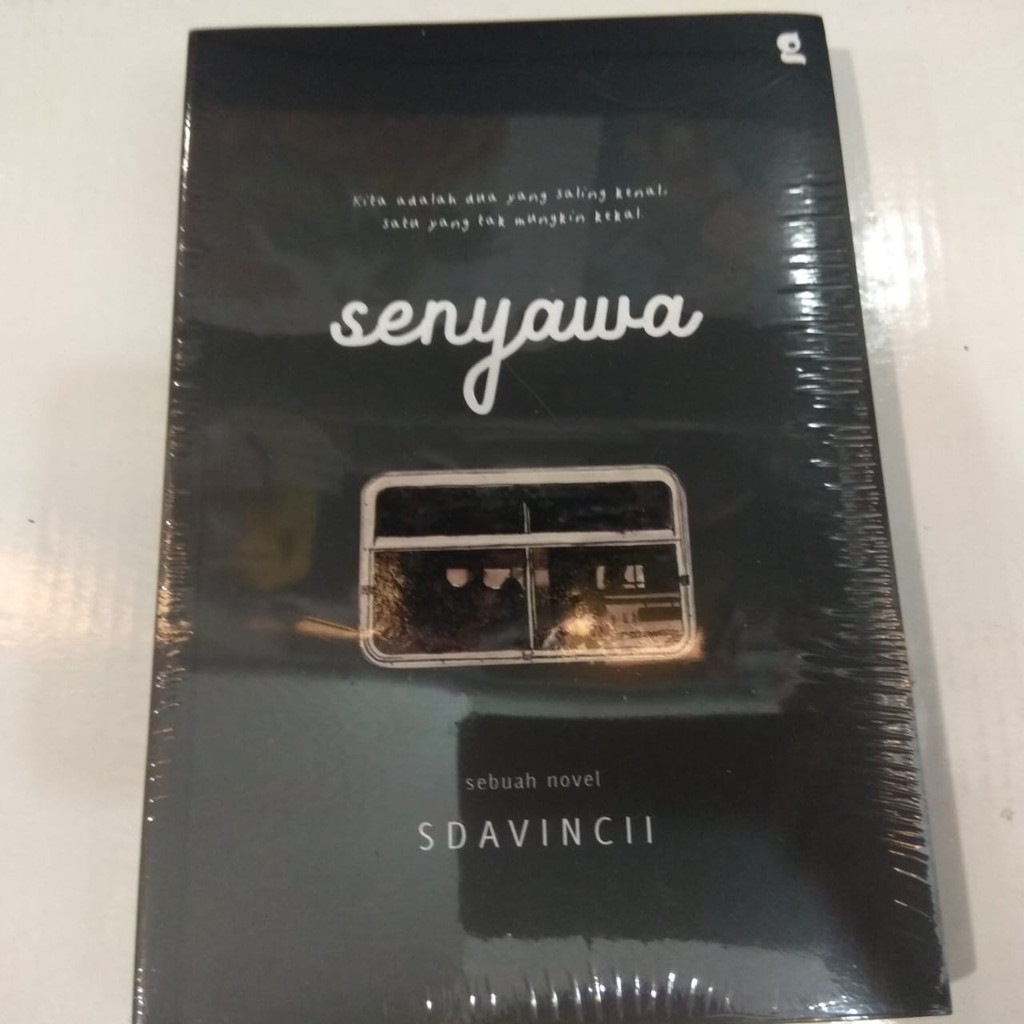 g
Kita adalah dua yang saling kenal,
satu yang tak mungkin kekal.
senyawa
sebuah novel
SDAVINCII